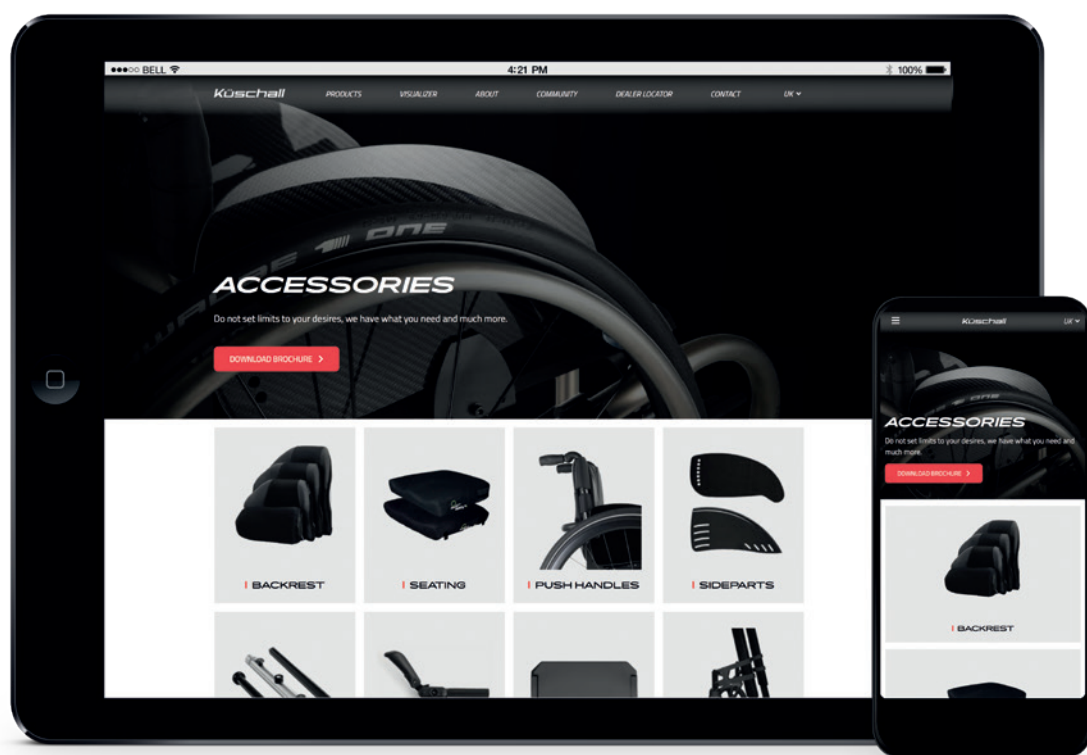 BELL
4:21 PM
100%
Küschall
PRODUCTS
VISUALIZER
ABOUT
COMMUNITY
DEALER LOCATOR
CONTACT
UK
ONE
ACCESSORIES
Do not set limits to your desires, we have what you need and much more.
DOWNLOAD BROCHURE
BACKREST
SEATING
PUSH HANDLES
SIDEPARTS
Küschall
UK
ONE
ACCESSORIES
Do not set limits to your desires, we have what you need and
much more.
DOWNLOAD BROCHURE
BACKREST